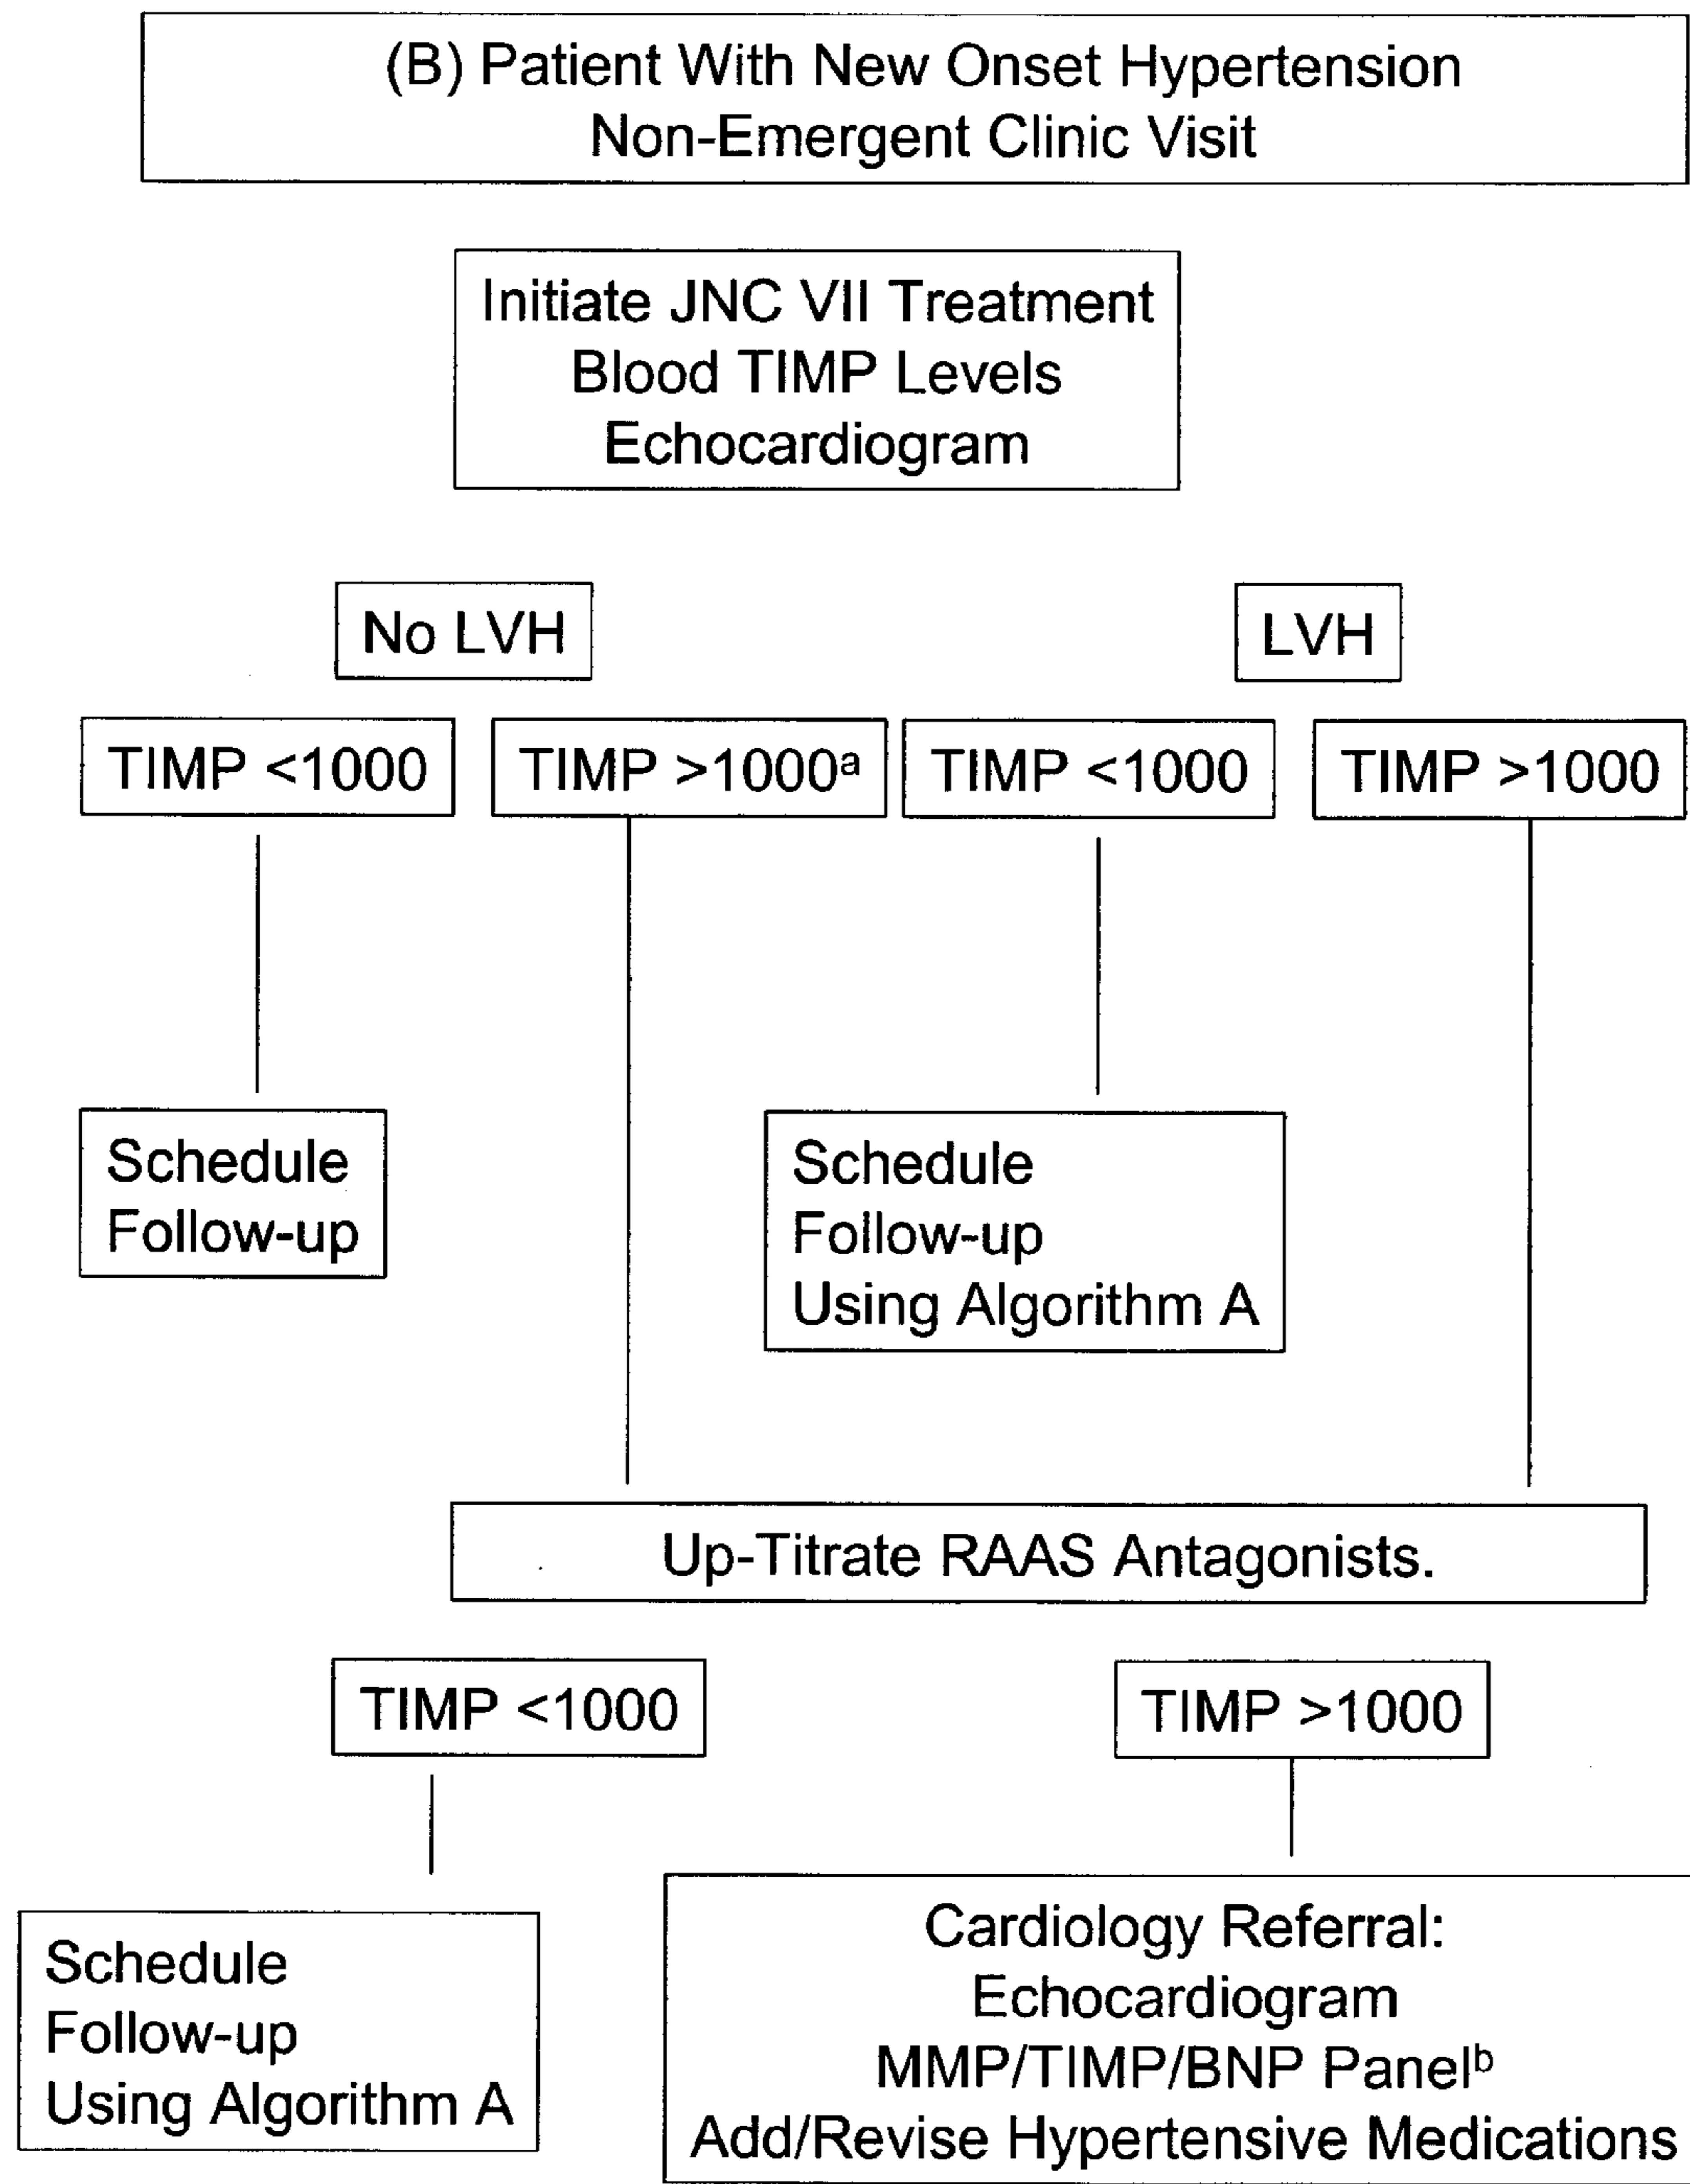 (B) Patient With New Onset Hypertension
Non-Emergent Clinic Visit
Initiate JNC VII Treatment
Blood TIMP Levels
Echocardiogram
No LVH
LVH
TIMP <1000
TIMP >1000ᵃ
TIMP <1000
TIMP >1000
Schedule
Follow-up
Schedule
Follow-up
Using Algorithm A
Up-Titrate RAAS Antagonists.
TIMP <1000
TIMP >1000
Schedule
Follow-up
Using Algorithm A
Cardiology Referral:
Echocardiogram
MMP/TIMP/BNP Panelᵇ
Add/Revise Hypertensive Medications